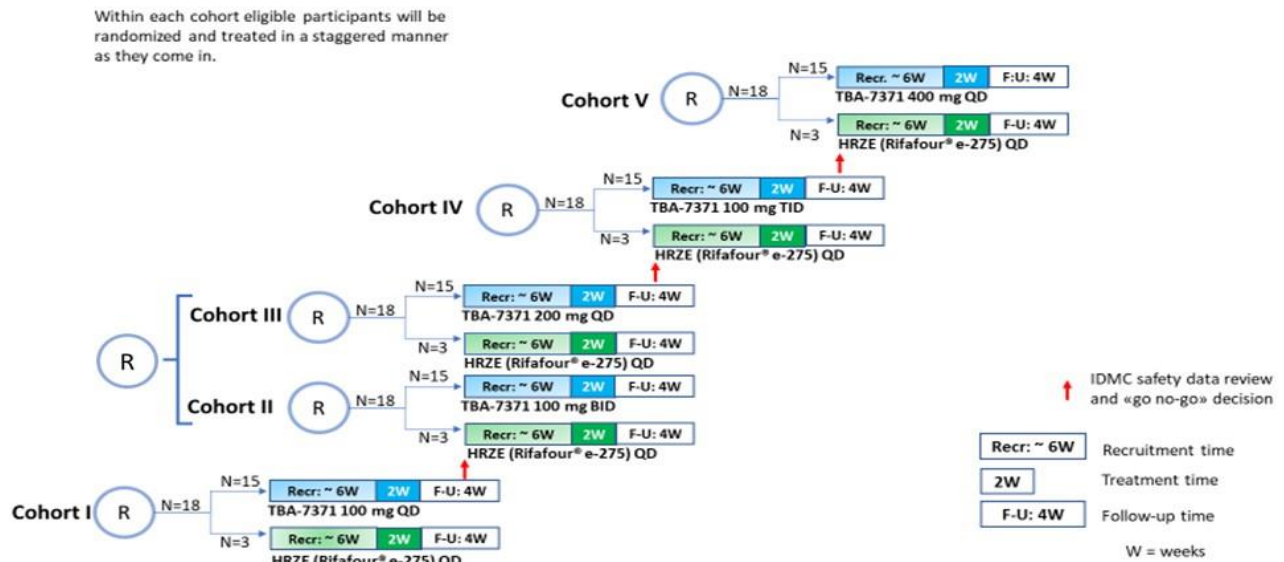 Within each cohort eligible participants will be
randomized and treated in a staggered manner
as they come in.
Cohort V
R
N=18
N=15
Recr. ~ 6W
2W
F:U: 4W
TBA-7371 400 mg QD
N=3
Recr: ~ 6W
2W
F-U: 4W
HRZE (Rifafour® e-275) QD
Cohort IV
R
N=18
N=15
Recr: ~ 6W
2W
F-U: 4W
TBA-7371 100 mg TID
N=3
Recr: ~ 6W
2W
F-U: 4W
HRZE (Rifafour® e-275) QD
R
Cohort III
R
N=18
N=15
Recr: ~ 6W
2W
F-U: 4W
TBA-7371 200 mg QD
N=3
Recr: ~ 6W
2W
F-U: 4W
HRZE (Rifafour® e-275) QD
Cohort II
R
N=18
N=15
Recr: ~ 6W
2W
F-U: 4W
TBA-7371 100 mg BID
N=3
Recr: ~ 6W
2W
F-U: 4W
HRZE (Rifafour® e-275) QD
Cohort I
R
N=18
N=15
Recr: ~ 6W
2W
F-U: 4W
TBA-7371 100 mg QD
N=3
Recr: ~ 6W
2W
F-U: 4W
HRZE (Rifafour® e-275) QD
IDMC safety data review
and «go no-go» decision
Recr: ~ 6W
Recruitment time
2W
Treatment time
F-U: 4W
Follow-up time
W = weeks